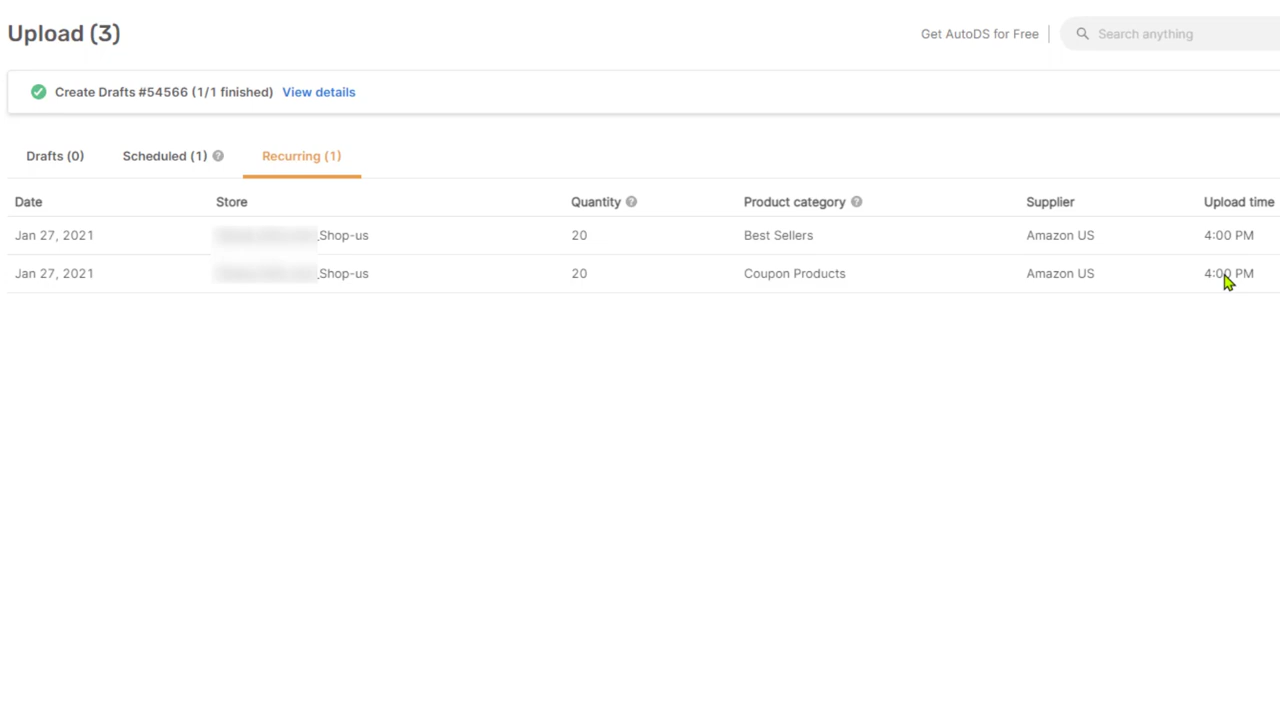 Upload (3)
Get AutoDS for Free
Search anything
Create Drafts #54566 (1/1 finished) View details
Drafts (0) Scheduled (1) Recurring (1)
Date Store Quantity Product category Supplier Upload time
Jan 27, 2021 _Shop-us 20 Best Sellers Amazon US 4:00 PM
Jan 27, 2021 _Shop-us 20 Coupon Products Amazon US 4:00 PM